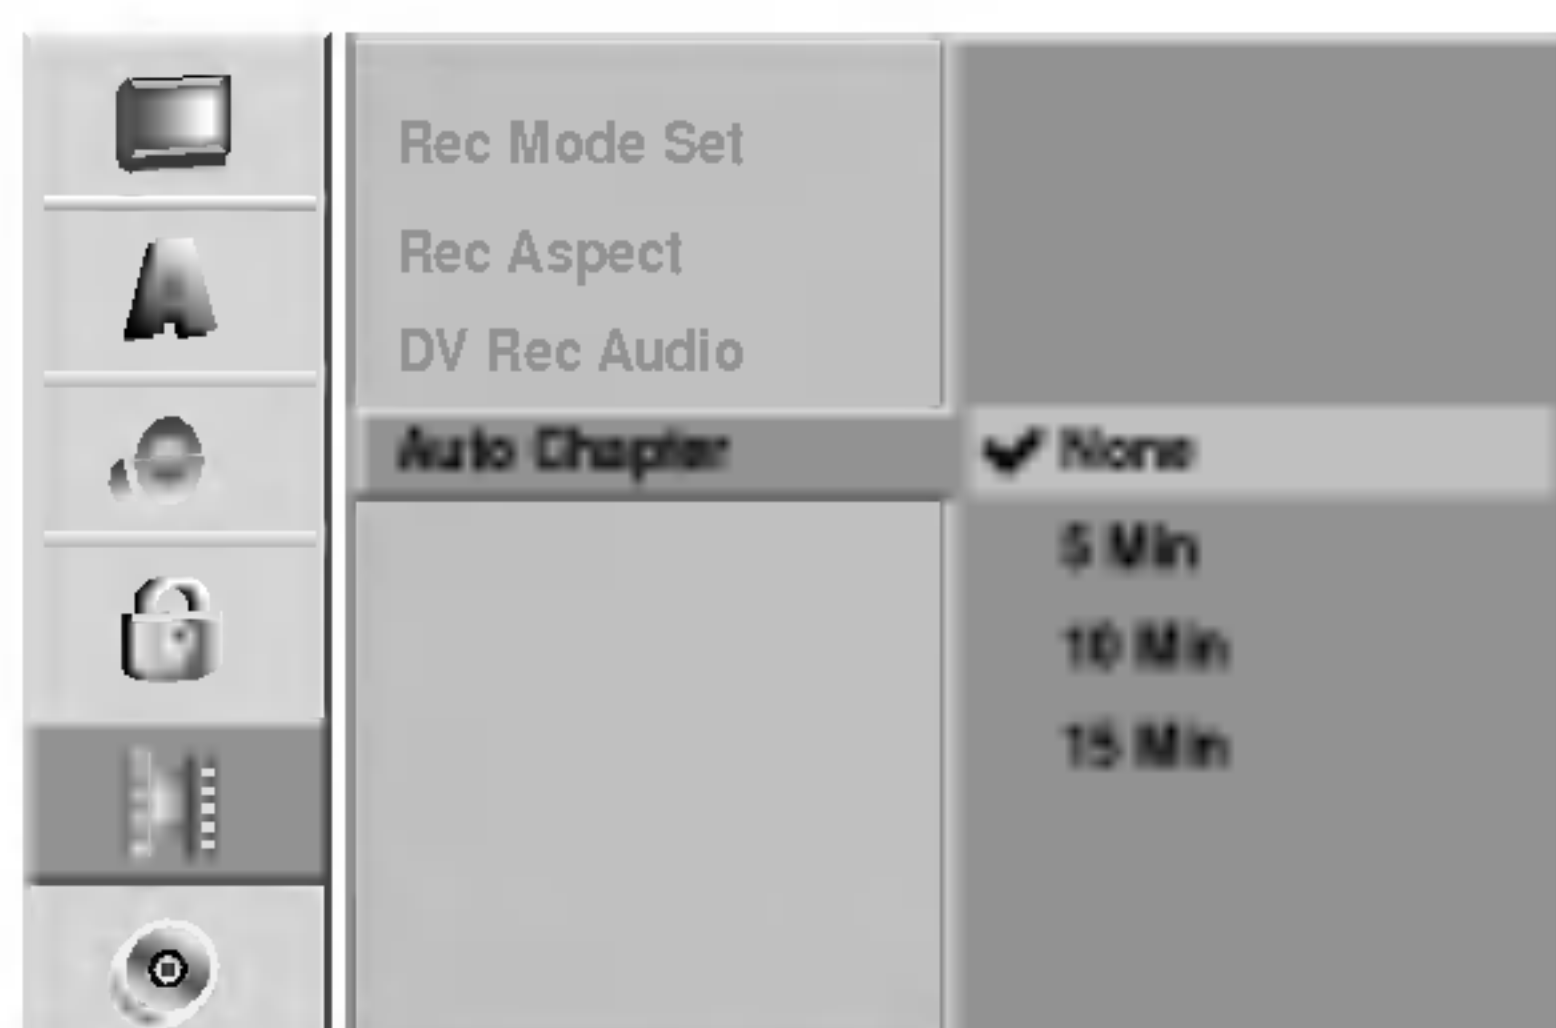 Rec Mode Set
Rec Aspect
DV Rec Audio
Auto Chapter
None
5 Min
10 Min
15 Min